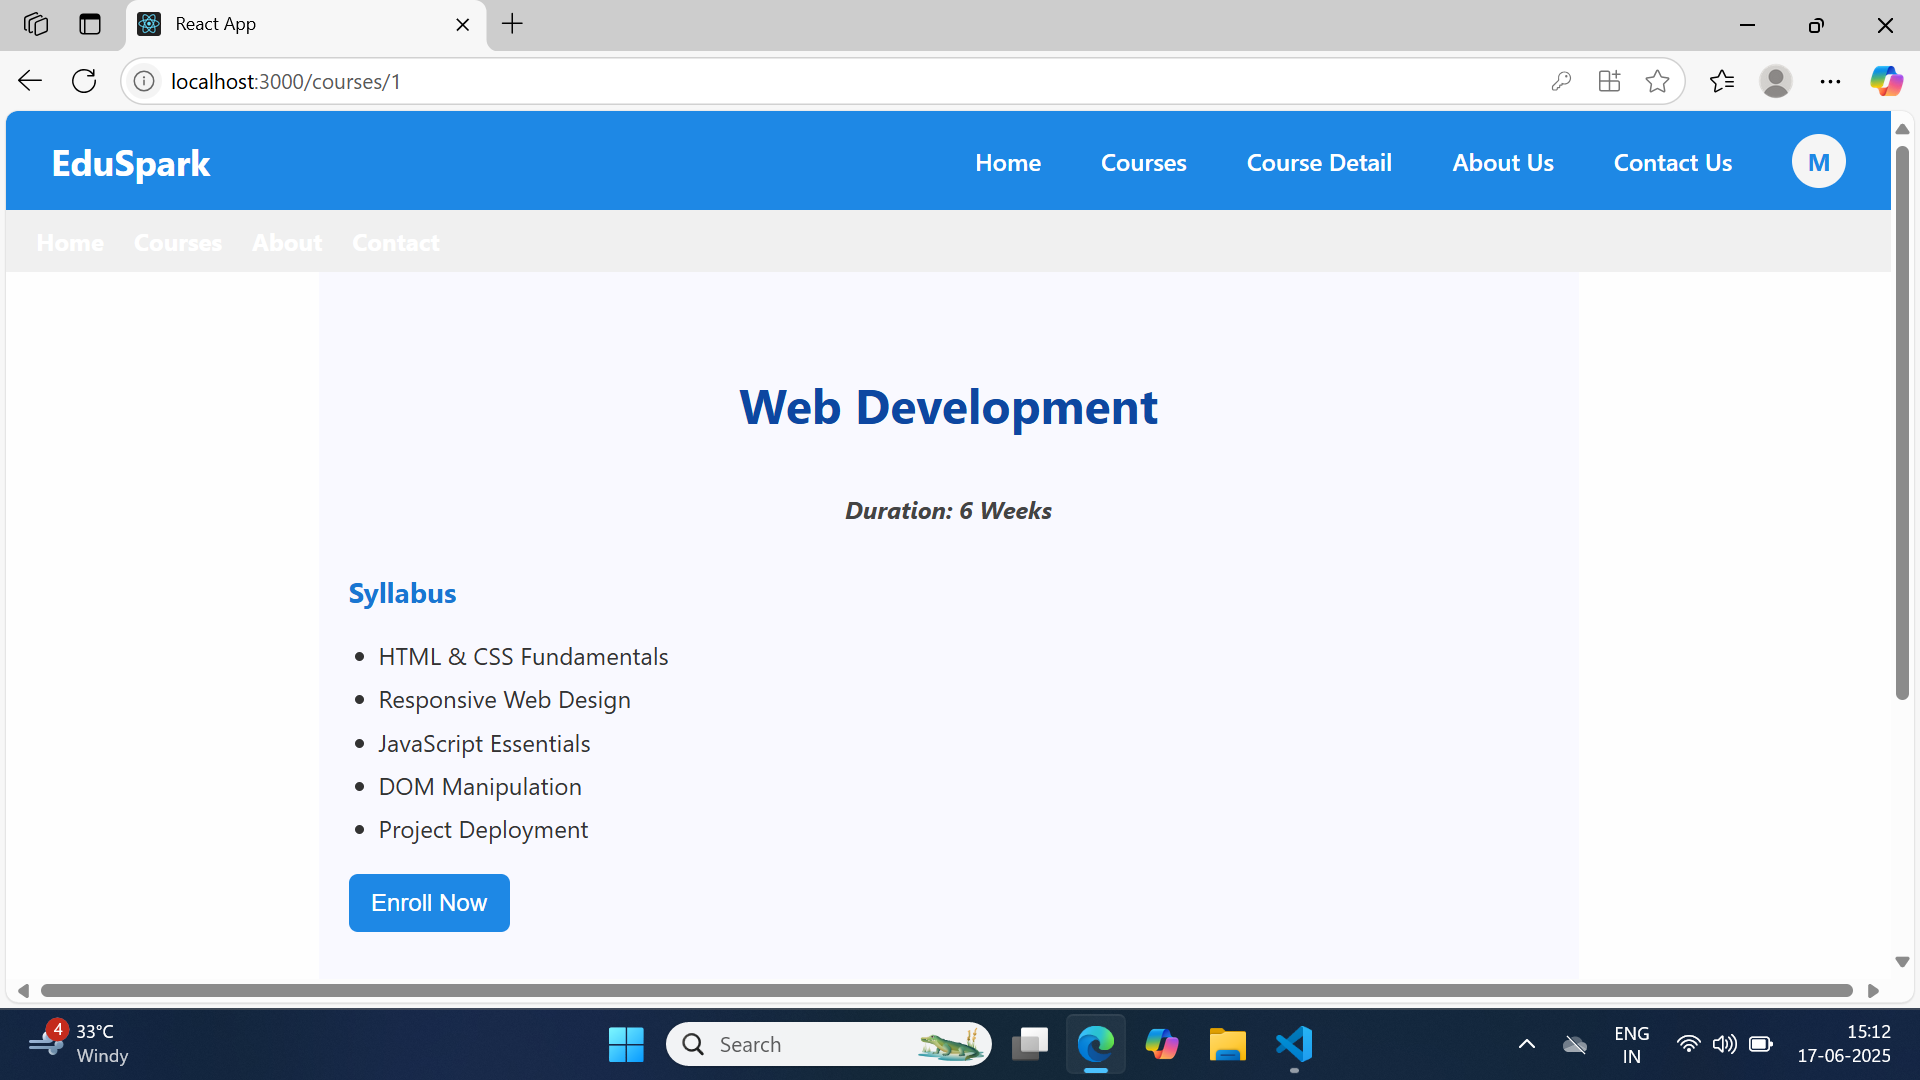 React App
localhost:3000/courses/1
EduSpark
Home Courses Course Detail About Us Contact Us M
Home Courses About Contact
Web Development
Duration: 6 Weeks
Syllabus
HTML & CSS Fundamentals
Responsive Web Design
JavaScript Essentials
DOM Manipulation
Project Deployment
Enroll Now
4
33°C
Windy
Search
ENG
IN
15:12
17-06-2025